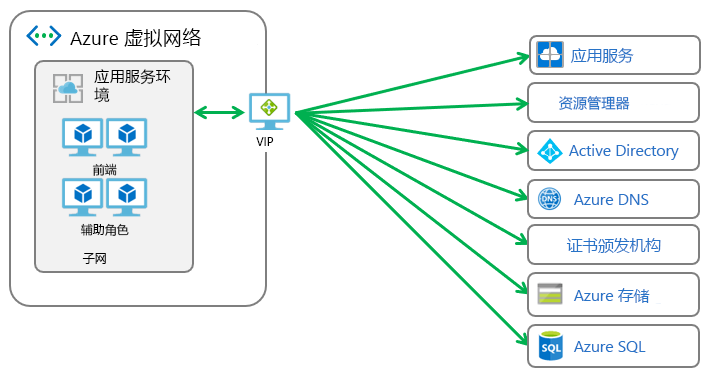 Azure 虚拟网络
应用服务环
境
前端
辅助角色
子网
VIP
应用服务
资源管理器
Active Directory
DNS
Azure DNS
证书颁发机构
Azure 存储
SQL
Azure SQL